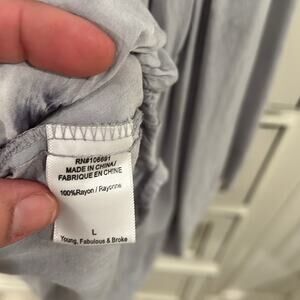 RN#106691
MADE IN CHINA/
FABRIQUE EN CHINE
100%Rayon / Rayonne
L
Young, Fabulous & Broke